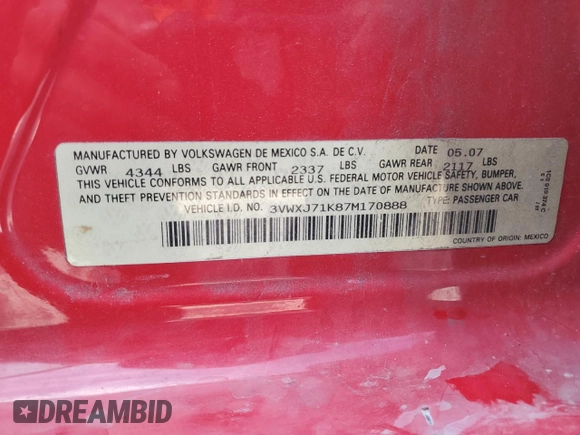 MANUFACTURED BY VOLKSWAGEN DE MEXICO S.A. DE C.V. DATE 05.07
GVWR 4344 LBS GAWR FRONT 2337 LBS GAWR REAR 2117 LBS
THIS VEHICLE CONFORMS TO ALL APPLICABLE U.S. FEDERAL MOTOR VEHICLE SAFETY, BUMPER,
AND THEFT PREVENTION STANDARDS IN EFFECT ON THE DATE OF MANUFACTURE SHOWN ABOVE.
VEHICLE I.D. NO. 3VWXJ71K87M170888 TYPE: PASSENGER CAR
COUNTRY OF ORIGIN: MEXICO
DREAMBID